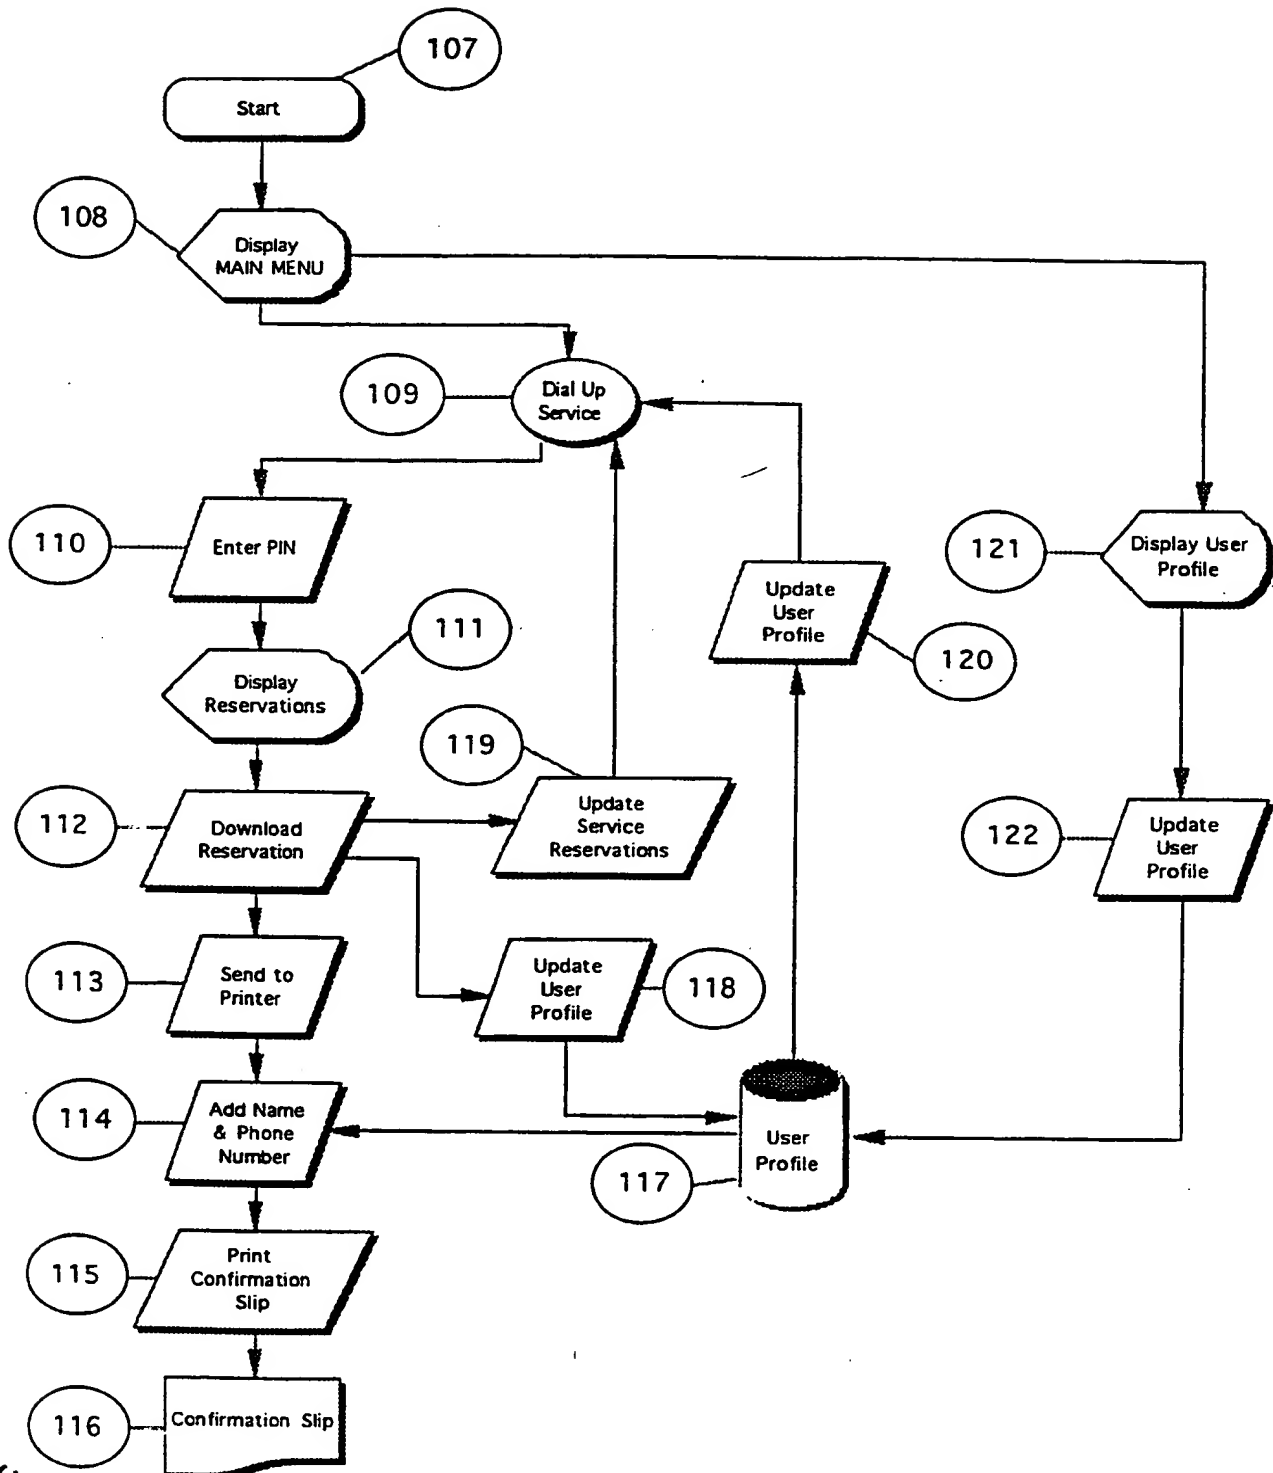 107
Start
108
Display
MAIN MENU
109
Dial Up
Service
110
Enter PIN
121
Display User
Profile
111
Display
Reservations
Update
User
Profile
120
119
Update
Service
Reservations
112
Download
Reservation
122
Update
User
Profile
113
Send to
Printer
Update
User
Profile
118
114
Add Name
& Phone
Number
User
Profile
117
115
Print
Confirmation
Slip
116
Confirmation Slip